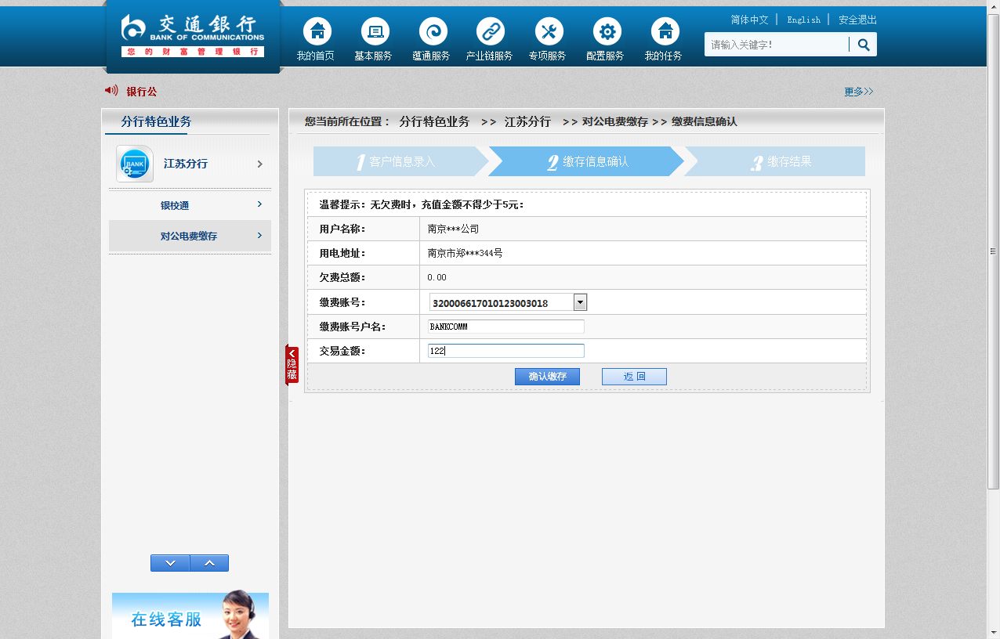 交通銀行
BANK OF COMMUNICATIONS
您的财富管理银行
我的首页 基本服务 蕴通服务 产业链服务 专项服务 配置服务 我的任务
简体中文 English 安全退出
请输入关键字!
银行公
更多>>
分行特色业务
江苏分行
银校通
对公电费缴存
在线客服
您当前所在位置： 分行特色业务 >> 江苏分行 >> 对公电费缴存 >> 缴费信息确认
1 客户信息录入 2 缴存信息确认 3 缴存结果
温馨提示：无欠费时，充值金额不得少于5元：
用户名称： 南京***公司
用电地址： 南京市郑***344号
欠费总额： 0.00
缴费账号： 320006617010123003018
缴费账号户名： BANKCOMM
交易金额： 122
确认缴存 返 回
隐藏
BANK